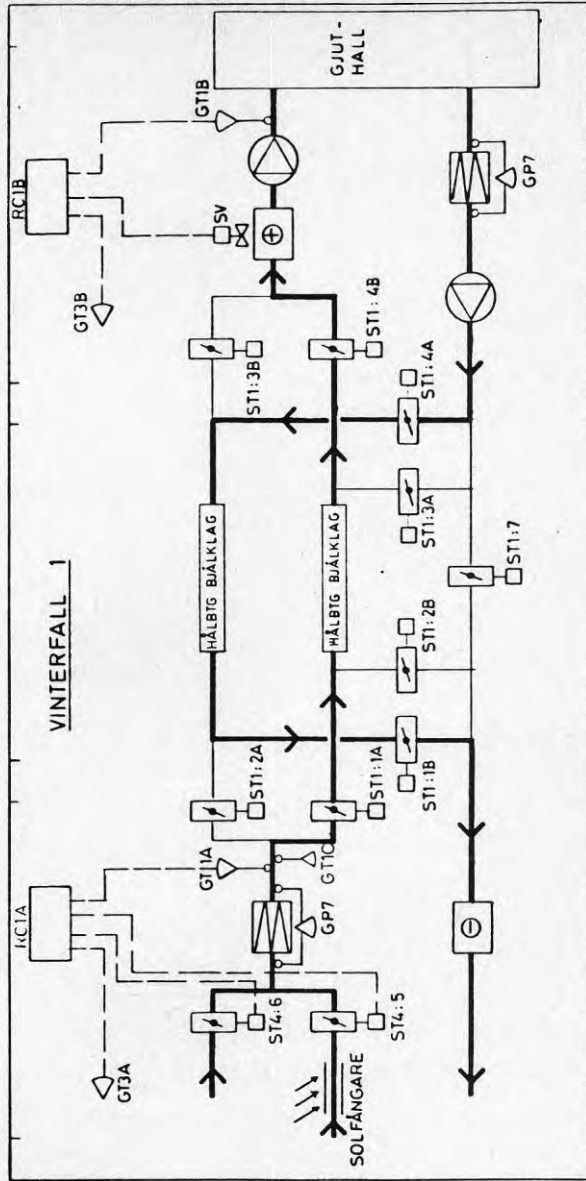 VINTERFALL 1
RC1A
GT3A
GT1A
GT1C
GP7
ST4:6
ST4:5
SOLFÅNGARE
ST1:2A
ST1:1A
ST1:1B
ST1:2B
HÅLBTG BJÄLKLAG
HÅLBTG BJÄLKLAG
ST1:3A
ST1:4A
ST1:7
ST1:3B
ST1:4B
RC1B
GT3B
SV
GT1B
GP7
GJUT-
HALL